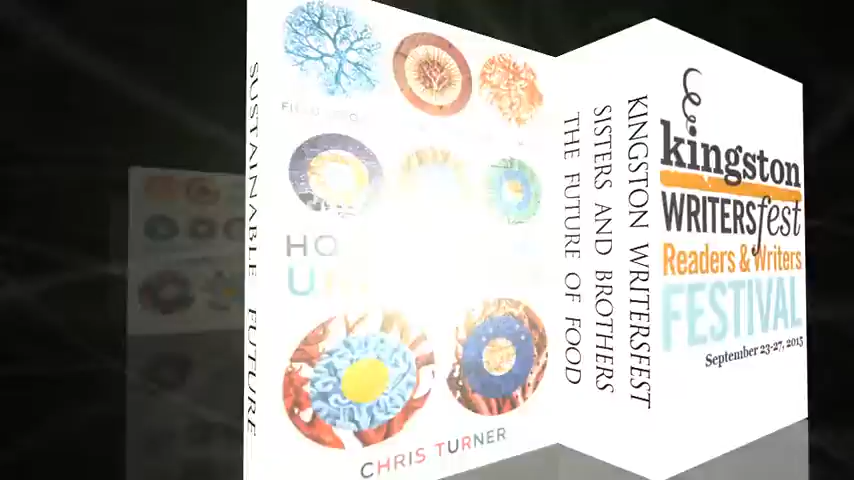 SUSTAINABLE FUTURE
HO
U
CHRIS TURNER
THE FUTURE OF FOOD
SISTERS AND BROTHERS
KINGSTON WRITERSFEST
kingston
WRITERSfest
Readers & Writers
FESTIVAL
September 23-27, 2015